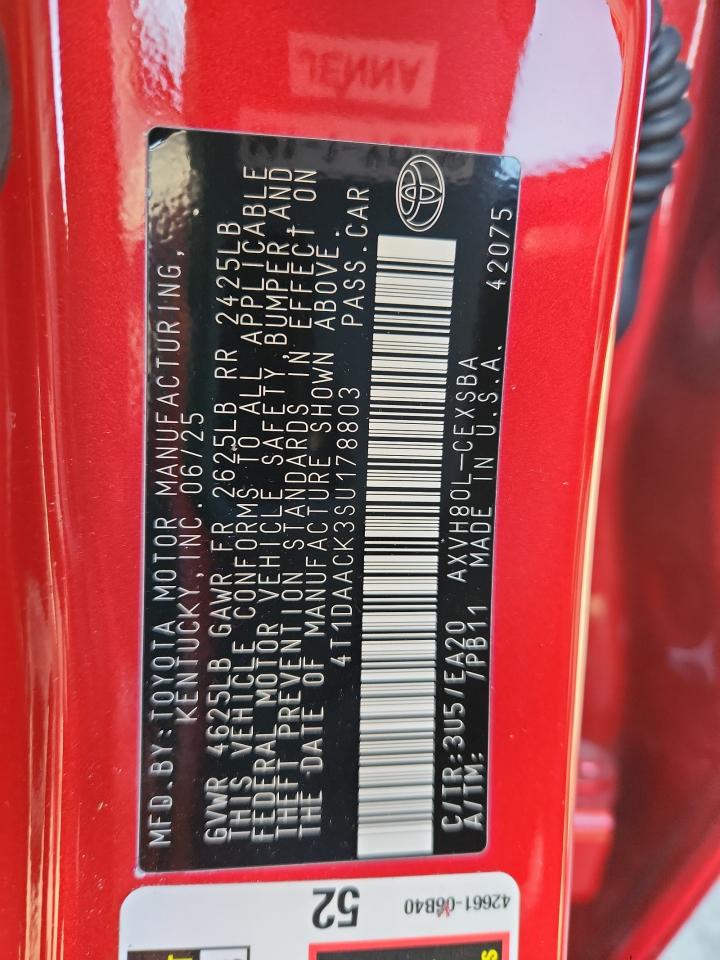 MFD.BY:TOYOTA MOTOR MANUFACTURING,
KENTUCKY,INC.06/25
GVWR 4625LB GAWR FR 2625LB RR 2425LB
THIS VEHICLE CONFORMS TO ALL APPLICABLE
FEDERAL MOTOR VEHICLE SAFETY,BUMPER AND
THEFT PREVENTION STANDARDS IN EFFECT ON
THE DATE OF MANUFACTURE SHOWN ABOVE.
4T1DAACK3SU178803 PASS.CAR
C/TR:3U5/EA20 AXVH80L-CEXSBA 42075
A/TM: /PB11 MADE IN U.S.A.
52
42661-06B40
JENNA